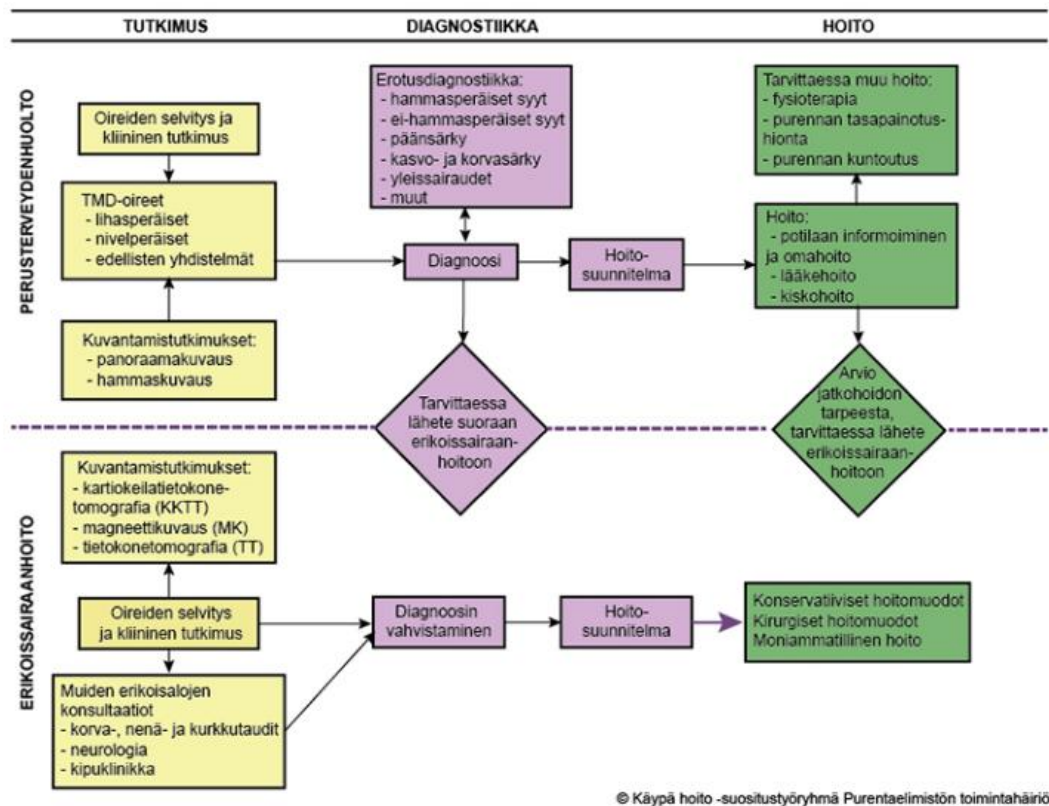 TUTKIMUS
DIAGNOSTIIKKA
HOITO
PERUSTERVEYDENHUOLTO
Oireiden selvitys ja
kliininen tutkimus
TMD-oireet
- lihasperäiset
- nivelperäiset
- edellisten yhdistelmät
Kuvantamistutkimukset:
- panoraamakuvaus
- hammaskuvaus
Erotusdiagnostiikka:
- hammasperäiset syyt
- ei-hammasperäiset syyt
- päänsärky
- kasvo- ja korvasärky
- yleissairaudet
- muut
Diagnoosi
Hoito-
suunnitelma
Tarvittaessa
lähete suoraan
erikoissairaan-
hoitoon
Tarvittaessa muu hoito:
- fysioterapia
- purennan tasapainotus-
hionta
- purennan kuntoutus
Hoito:
- potilaan informoiminen
ja omahoito
- lääkehoito
- kiskohoito
Arvio
jatkohoidon
tarpeesta,
tarvittaessa lähete
erikoissairaan-
hoitoon
ERIKOISSAIRAANHOITO
Kuvantamistutkimukset:
- kartiokeilatietokone-
tomografia (KKTT)
- magneettikuvaus (MK)
- tietokonetomografia (TT)
Oireiden selvitys
ja kliininen tutkimus
Muiden erikoisalojen
konsultaatiot
- korva-, nenä- ja kurkkutaudit
- neurologia
- kipuklinikka
Diagnoosin
vahvistaminen
Hoito-
suunnitelma
Konservatiiviset hoitomuodot
Kirurgiset hoitomuodot
Moniammatillinen hoito
© Käypä hoito -suositustyöryhmä Purentaelimistön toimintahäiriö